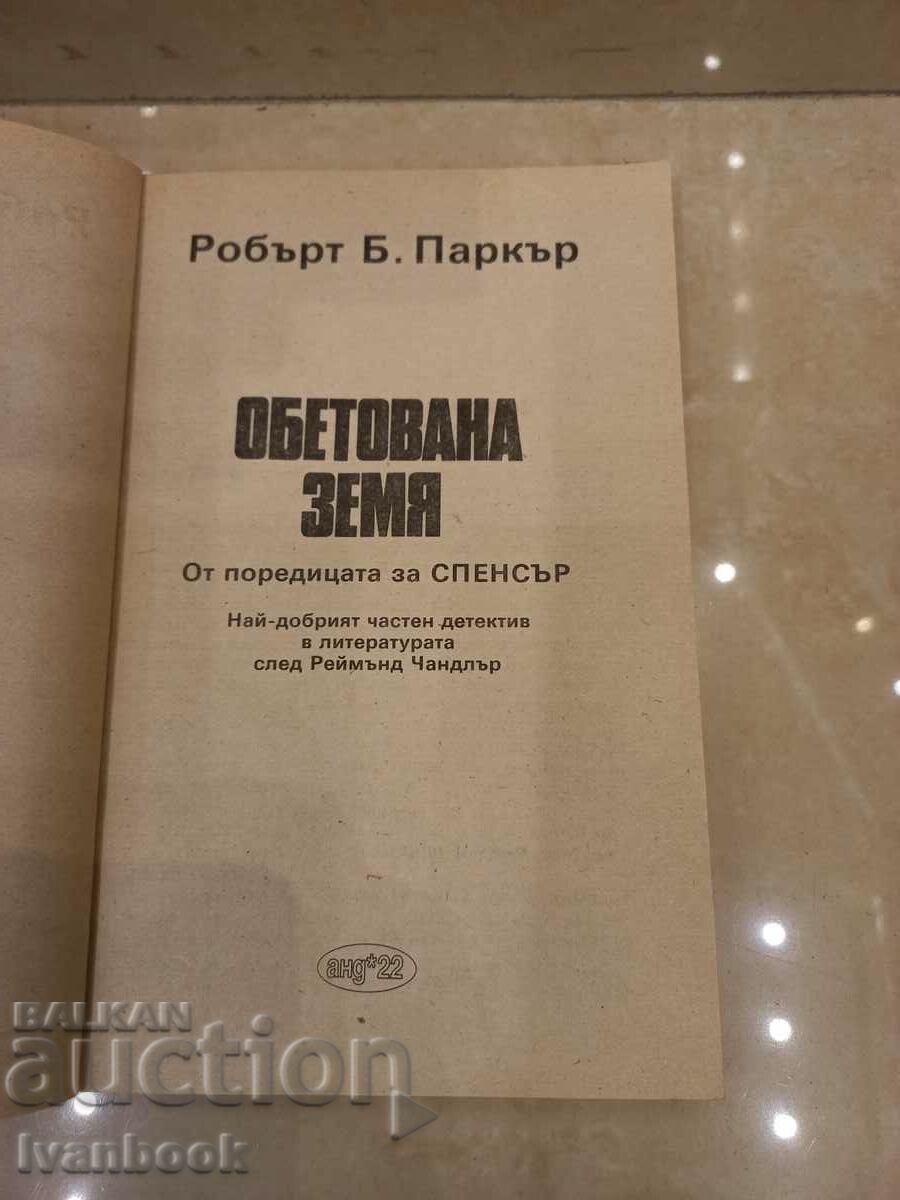 Робърт Б. Паркър
ОБЕТОВАНА
ЗЕМЯ
От поредицата за СПЕНСЪР
Най-добрият частен детектив
в литературата
след Реймънд Чандлър
анд*22
BALKAN
auction
Ivanbook